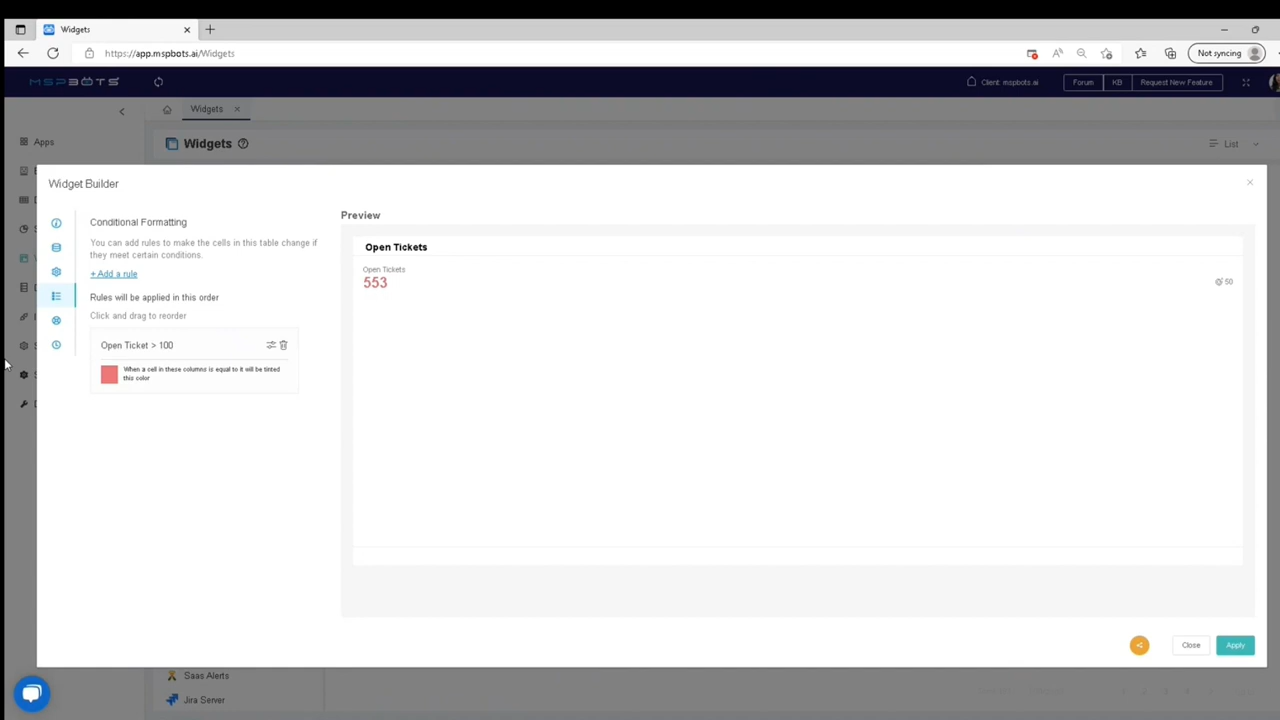 Widgets
https://app.mspbots.ai/Widgets
Not syncing
MSPBOTS
Client: mspbots.ai
Forum
KB
Request New Feature
Widgets
Apps
Widgets
List
Widget Builder
Conditional Formatting
You can add rules to make the cells in this table change if
they meet certain conditions.
+ Add a rule
Rules will be applied in this order
Click and drag to reorder
Open Ticket > 100
When a cell in these columns is equal to it will be tinted
this color
Preview
Open Tickets
Open Tickets
553
50
Close
Apply
Saas Alerts
Jira Server